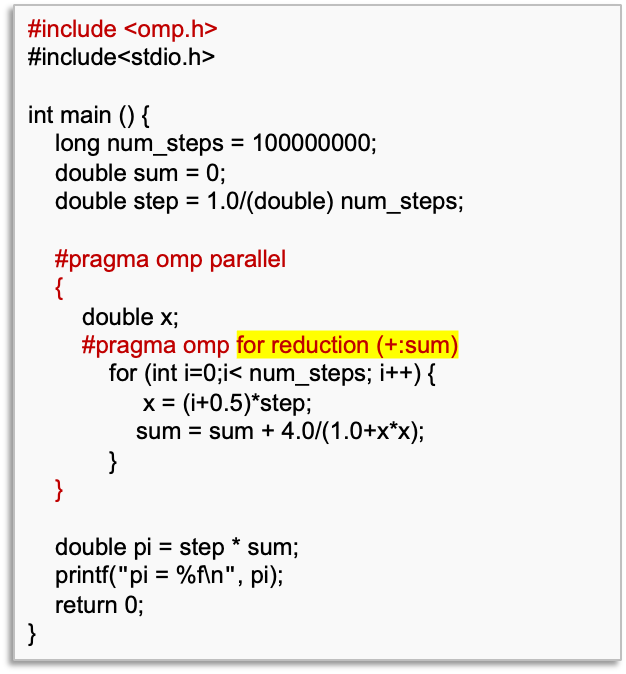 #include <omp.h>
#include<stdio.h>
int main () {
long num_steps = 100000000;
double sum = 0;
double step = 1.0/(double) num_steps;
#pragma omp parallel
{
double x;
#pragma omp for reduction (+:sum)
for (int i=0;i< num_steps; i++) {
x = (i+0.5)*step;
sum = sum + 4.0/(1.0+x*x);
}
}
double pi = step * sum;
printf("pi = %f\n", pi);
return 0;
}